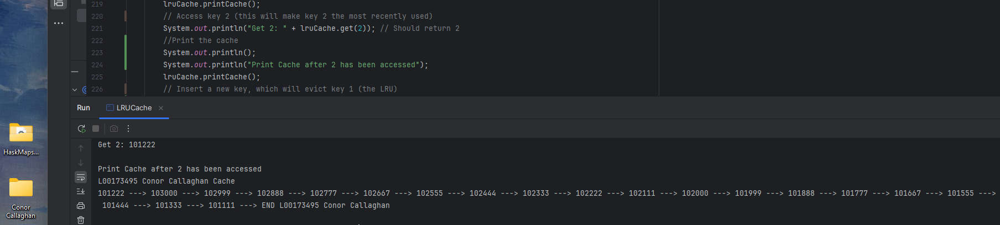 219 lruCache.printCache();
220 // Access key 2 (this will make key 2 the most recently used)
221 System.out.println("Get 2: " + lruCache.get(2)); // Should return 2
222 //Print the cache
223 System.out.println();
224 System.out.println("Print Cache after 2 has been accessed");
225 lruCache.printCache();
226 // Insert a new key, which will evict key 1 (the LRU)
Run LRUCache
Get 2: 101222
Print Cache after 2 has been accessed
L00173495 Conor Callaghan Cache
101222 ---> 103000 ---> 102999 ---> 102888 ---> 102777 ---> 102667 ---> 102555 ---> 102444 ---> 102333 ---> 102222 ---> 102111 ---> 102000 ---> 101999 ---> 101888 ---> 101777 ---> 101667 ---> 101555 --->
101444 ---> 101333 ---> 101111 ---> END L00173495 Conor Callaghan
HaskMaps...
Conor
Callaghan